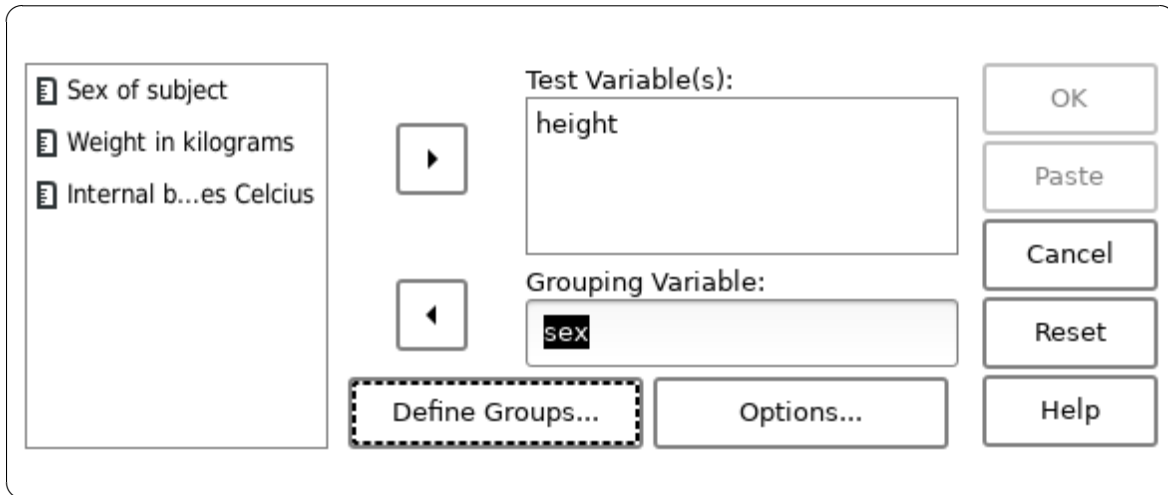 Sex of subject
Weight in kilograms
Internal b...es Celcius
Test Variable(s):
height
Grouping Variable:
sex
Define Groups...
Options...
OK
Paste
Cancel
Reset
Help